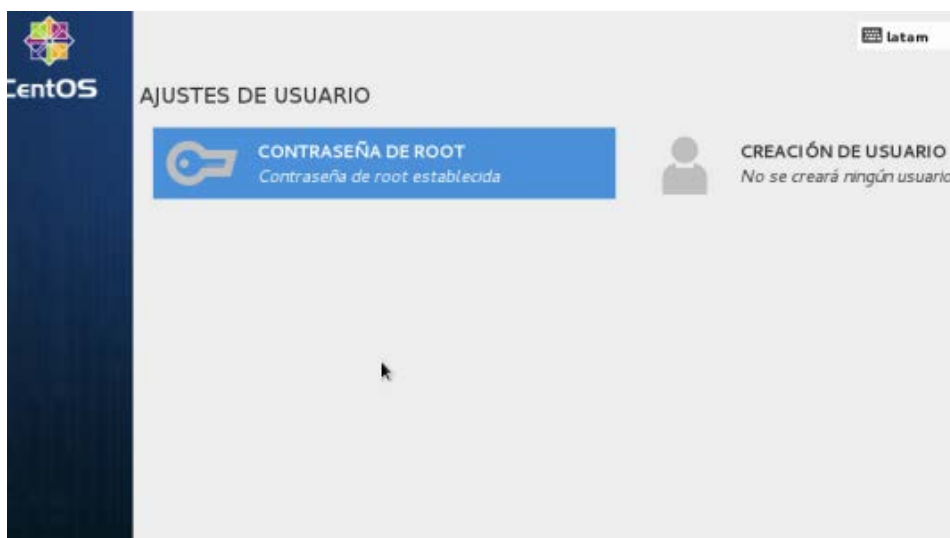 latam
CentOS
AJUSTES DE USUARIO
CONTRASEÑA DE ROOT
Contraseña de root establecida
CREACIÓN DE USUARIO
No se creará ningún usuario